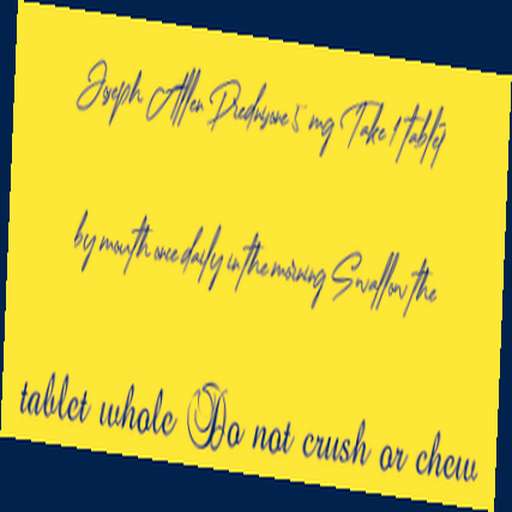 Joseph Allen Prednisone 5 mg Take 1 tablet
by mouth once daily in the morning Swallow the
tablet whole Do not crush or chew